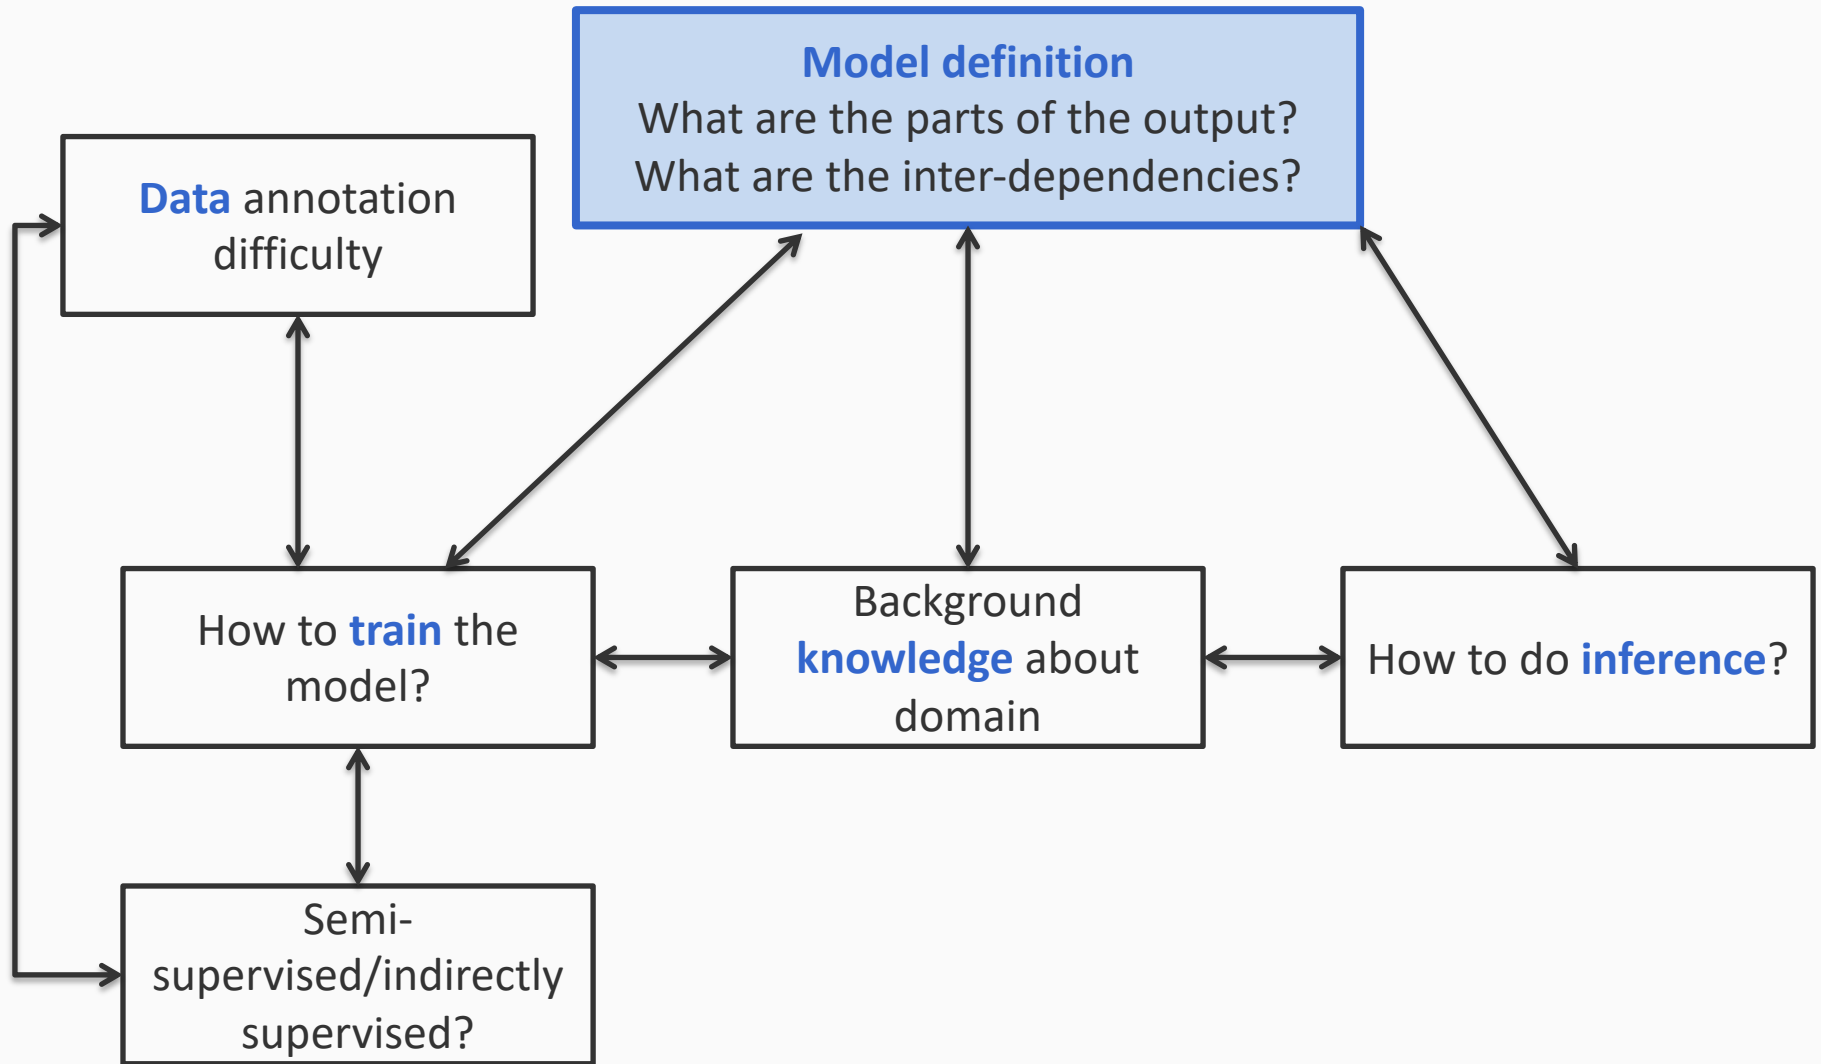 Model definition
What are the parts of the output?
What are the inter-dependencies?
Data annotation
difficulty
How to train the
model?
Background
knowledge about
domain
How to do inference?
Semi-
supervised/indirectly
supervised?